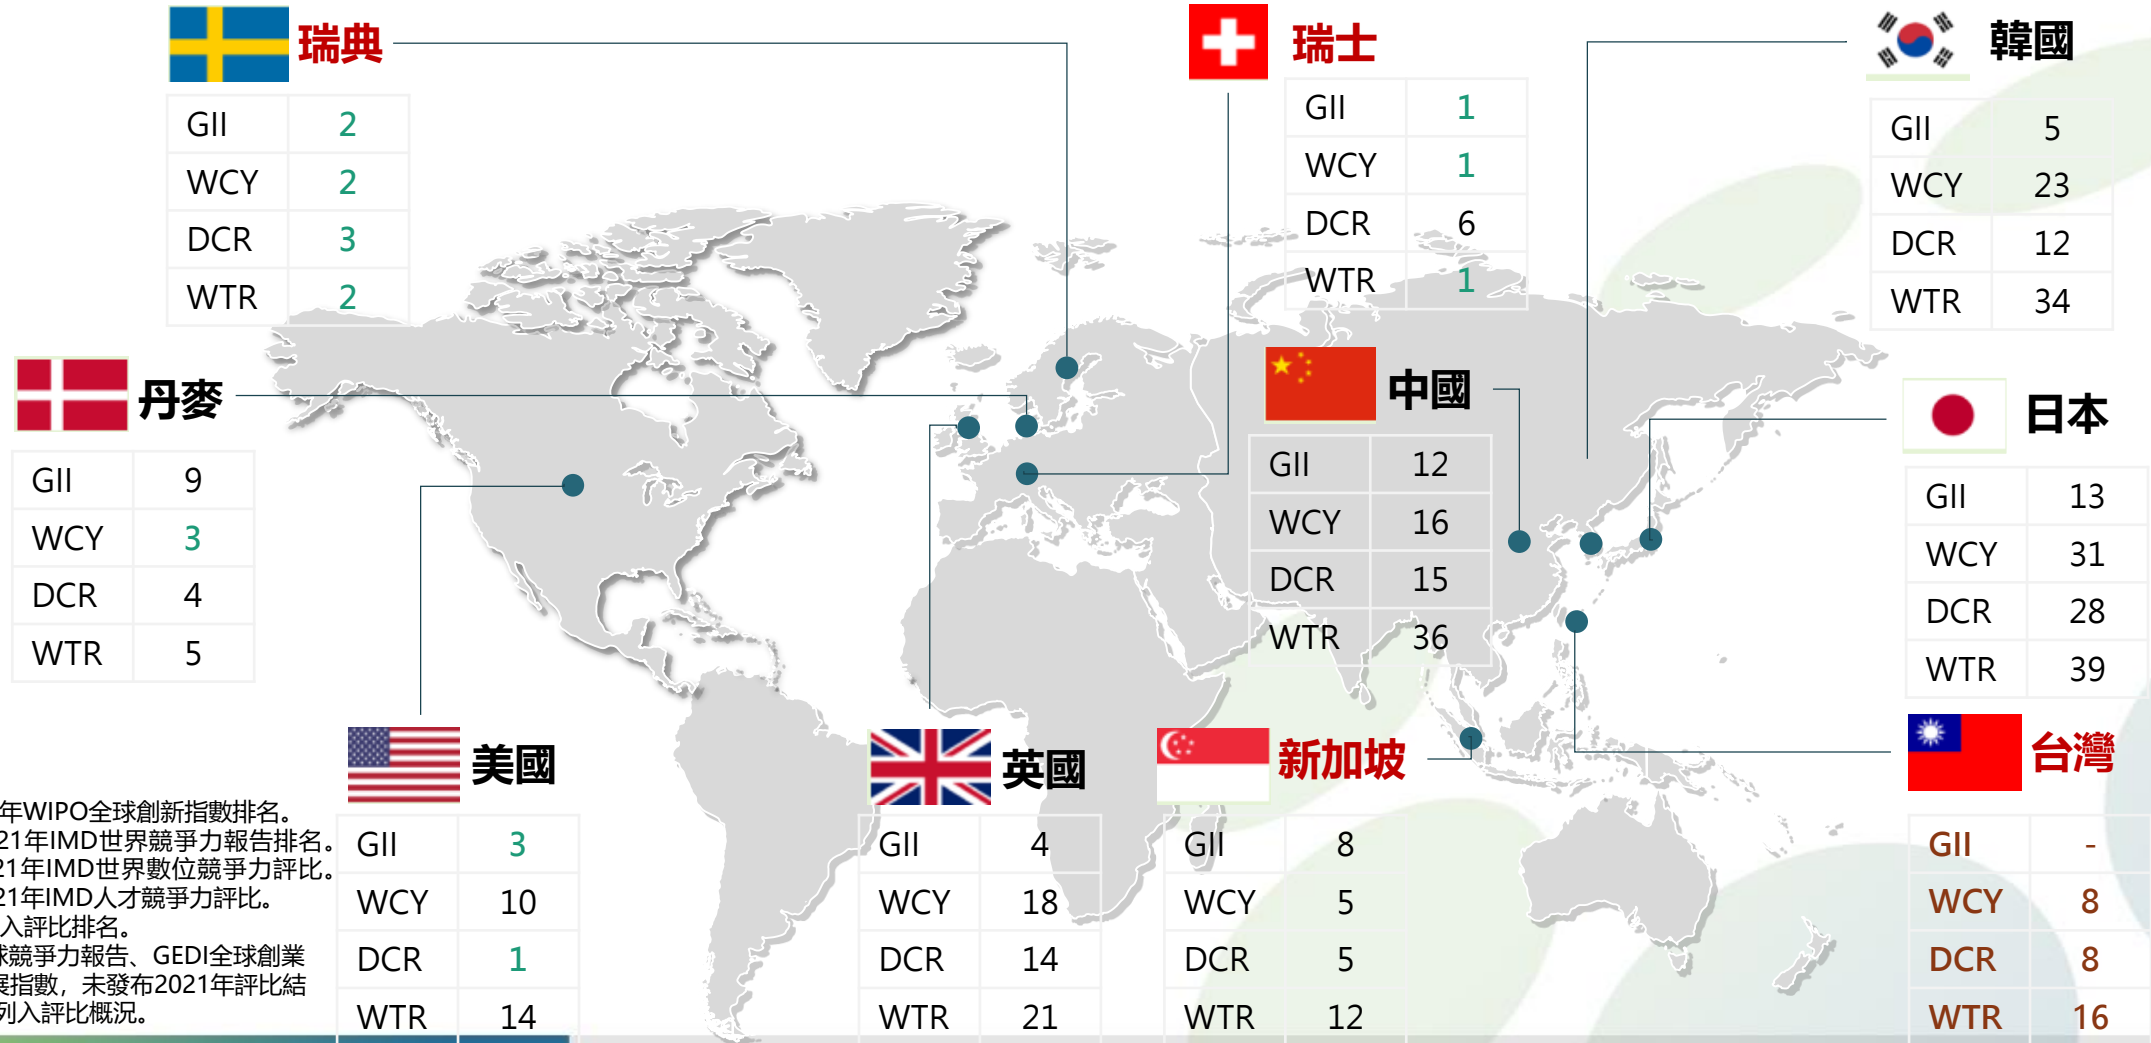 瑞典
GII 2
WCY 2
DCR 3
WTR 2
瑞士
GII 1
WCY 1
DCR 6
WTR 1
韓國
GII 5
WCY 23
DCR 12
WTR 34
丹麥
GII 9
WCY 3
DCR 4
WTR 5
中國
GII 12
WCY 16
DCR 15
WTR 36
日本
GII 13
WCY 31
DCR 28
WTR 39
美國
GII 3
WCY 10
DCR 1
WTR 14
英國
GII 4
WCY 18
DCR 14
WTR 21
新加坡
GII 8
WCY 5
DCR 5
WTR 12
台灣
GII -
WCY 8
DCR 8
WTR 16
年WIPO全球創新指數排名。
21年IMD世界競爭力報告排名。
21年IMD世界數位競爭力評比。
21年IMD人才競爭力評比。
入評比排名。
競爭力報告、GEDI全球創業
展指數，未發布2021年評比結
列入評比概況。